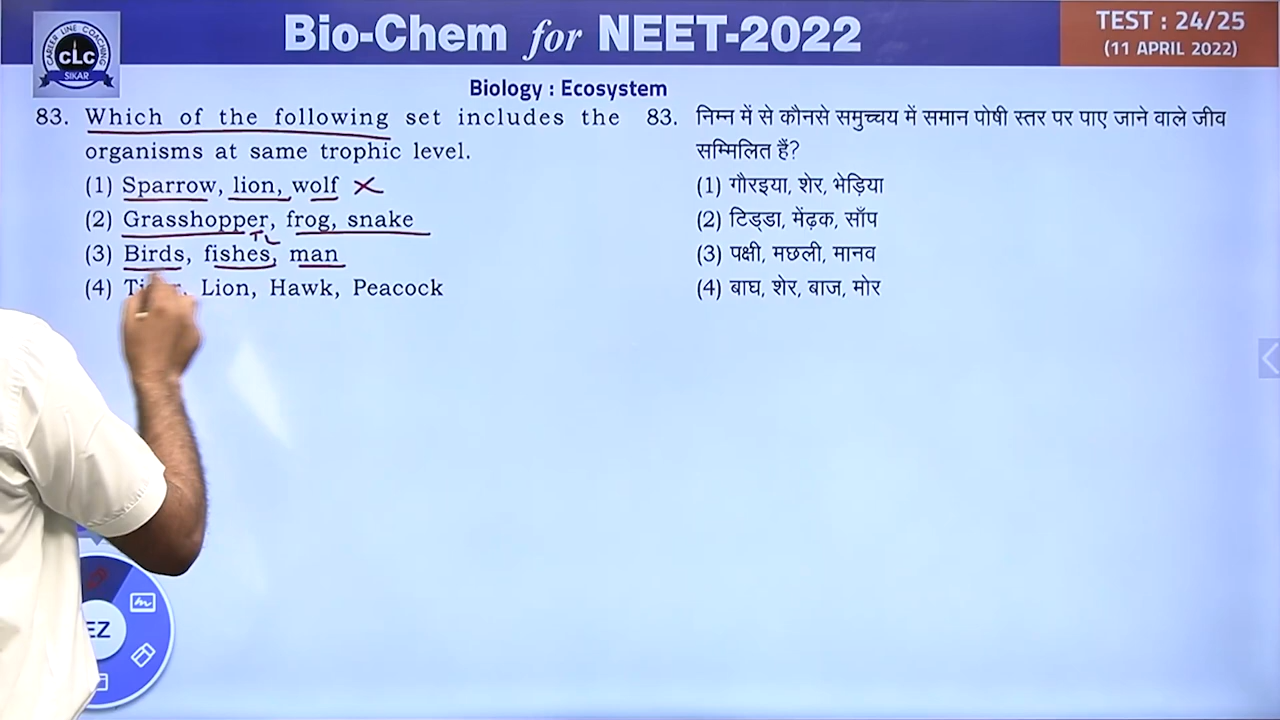 CAREER LINE COACHING
CLC
SIKAR
Bio-Chem for NEET-2022
TEST : 24/25
(11 APRIL 2022)
Biology : Ecosystem
83. Which of the following set includes the organisms at same trophic level.
(1) Sparrow, lion, wolf
(2) Grasshopper, frog, snake
(3) Birds, fishes, man
(4) Lion, Hawk, Peacock
83. निम्न में से कौनसे समुच्चय में समान पोषी स्तर पर पाए जाने वाले जीव
सम्मिलित हैं?
(1) गौरइया, शेर, भेड़िया
(2) टिड्डा, मेंढ़क, साँप
(3) पक्षी, मछली, मानव
(4) बाघ, शेर, बाज, मोर
EZ